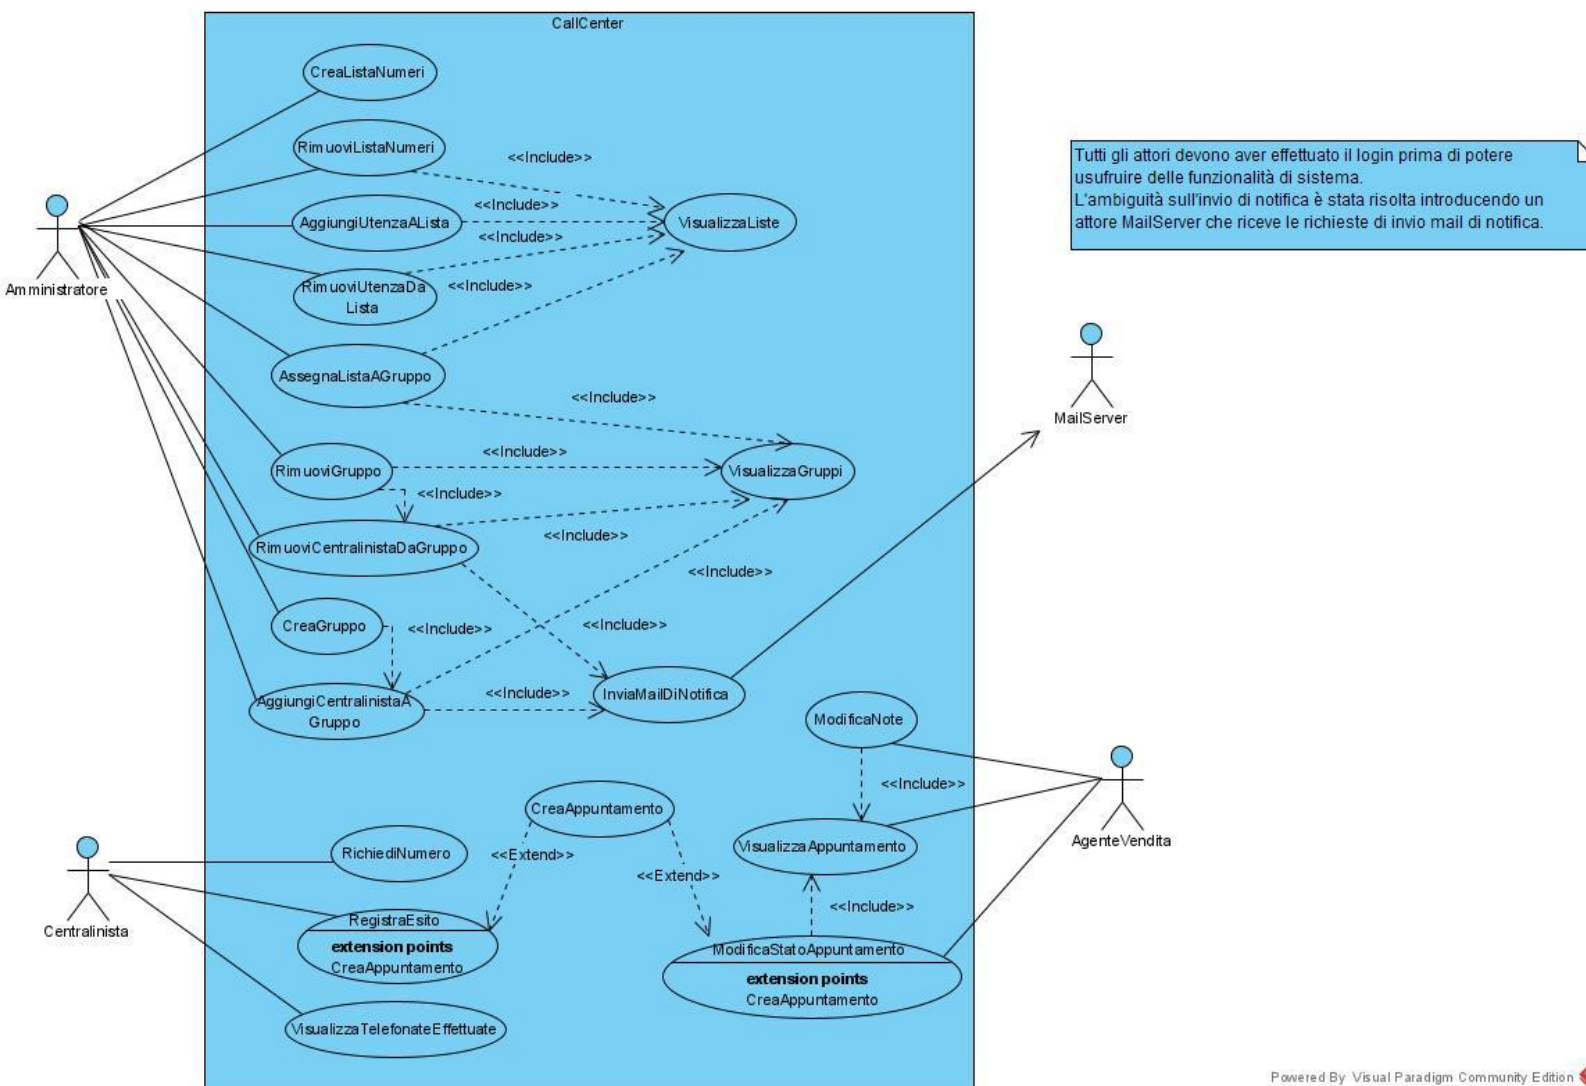 CallCenter
CreaListaNumeri
RimuoviListaNumeri
<<Include>>
Tutti gli attori devono aver effettuato il login prima di potere
usufruire delle funzionalità di sistema.
L'ambiguità sull'invio di notifica è stata risolta introducendo un
attore MailServer che riceve le richieste di invio mail di notifica.
<<Include>>
AggiungiUtenzaALista
VisualizzaListe
<<Include>>
Amministratore
RimuoviUtenzaDa
Lista
<<Include>>
AssegnaListaAGruppo
<<Include>>
MailServer
<<Include>>
RimuoviGruppo
VisualizzaGruppi
<<Include>>
<<Include>>
RimuoviCentralinistaDaGruppo
<<Include>>
CreaGruppo
<<Include>>
<<Include>>
AggiungiCentralinistaA
Gruppo
<<Include>>
InviaMailDiNotifica
ModificaNote
<<Include>>
CreaAppuntamento
AgenteVendita
RichiediNumero
<<Extend>>
VisualizzaAppuntamento
<<Extend>>
<<Include>>
Centralinista
RegistraEsito
extension points
CreaAppuntamento
ModificaStatoAppuntamento
extension points
CreaAppuntamento
VisualizzaTelefonateEffettuate
Powered By Visual Paradigm Community Edition